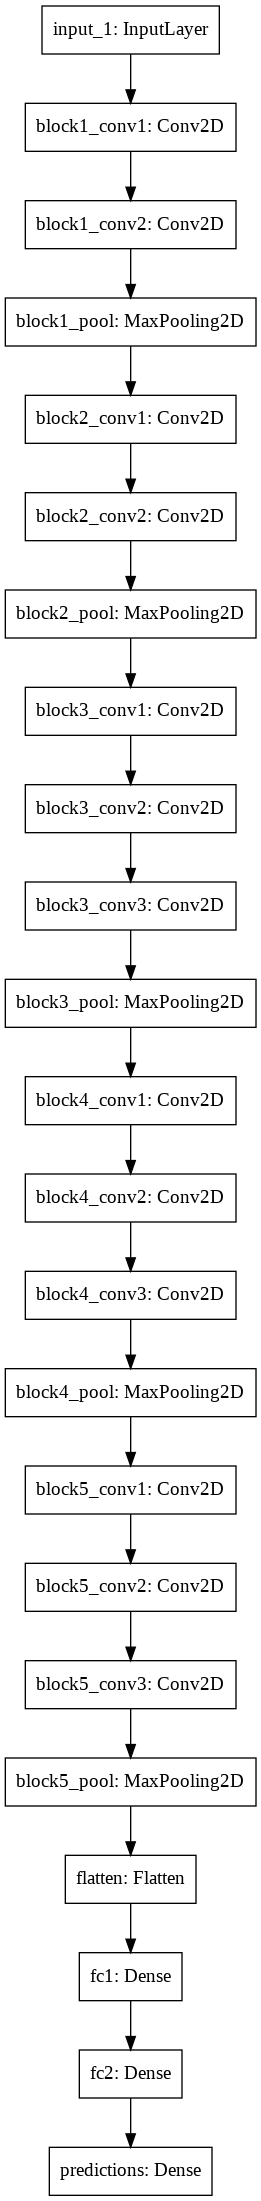 input_1: InputLayer
block1_conv1: Conv2D
block1_conv2: Conv2D
block1_pool: MaxPooling2D
block2_conv1: Conv2D
block2_conv2: Conv2D
block2_pool: MaxPooling2D
block3_conv1: Conv2D
block3_conv2: Conv2D
block3_conv3: Conv2D
block3_pool: MaxPooling2D
block4_conv1: Conv2D
block4_conv2: Conv2D
block4_conv3: Conv2D
block4_pool: MaxPooling2D
block5_conv1: Conv2D
block5_conv2: Conv2D
block5_conv3: Conv2D
block5_pool: MaxPooling2D
flatten: Flatten
fc1: Dense
fc2: Dense
predictions: Dense